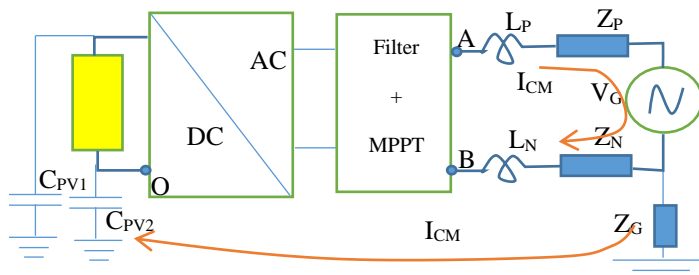 A
L_P
Z_P
AC
Filter
+
MPPT
DC
I_CM
V_G
L_N
Z_N
B
O
C_PV1
C_PV2
I_CM
Z_G